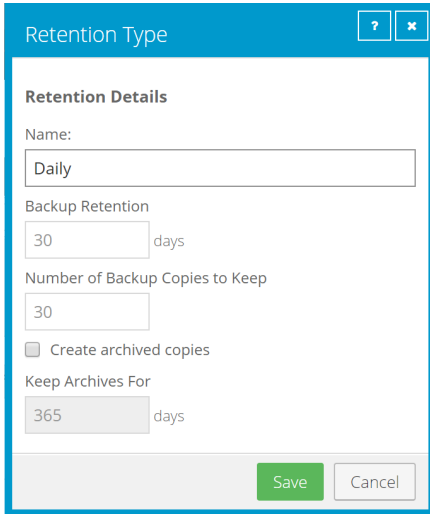 Retention Type
?
×
Retention Details
Name:
Daily
Backup Retention
30 days
Number of Backup Copies to Keep
30
Create archived copies
Keep Archives For
365 days
Save Cancel